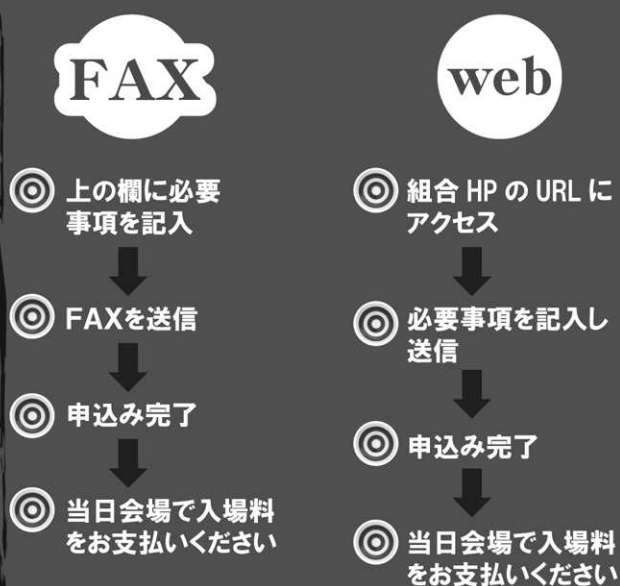 FAX
上の欄に必要
事項を記入
FAXを送信
申込み完了
当日会場で入場料
をお支払いください
web
組合 HP の URL に
アクセス
必要事項を記入し
送信
申込み完了
当日会場で入場料
をお支払いください